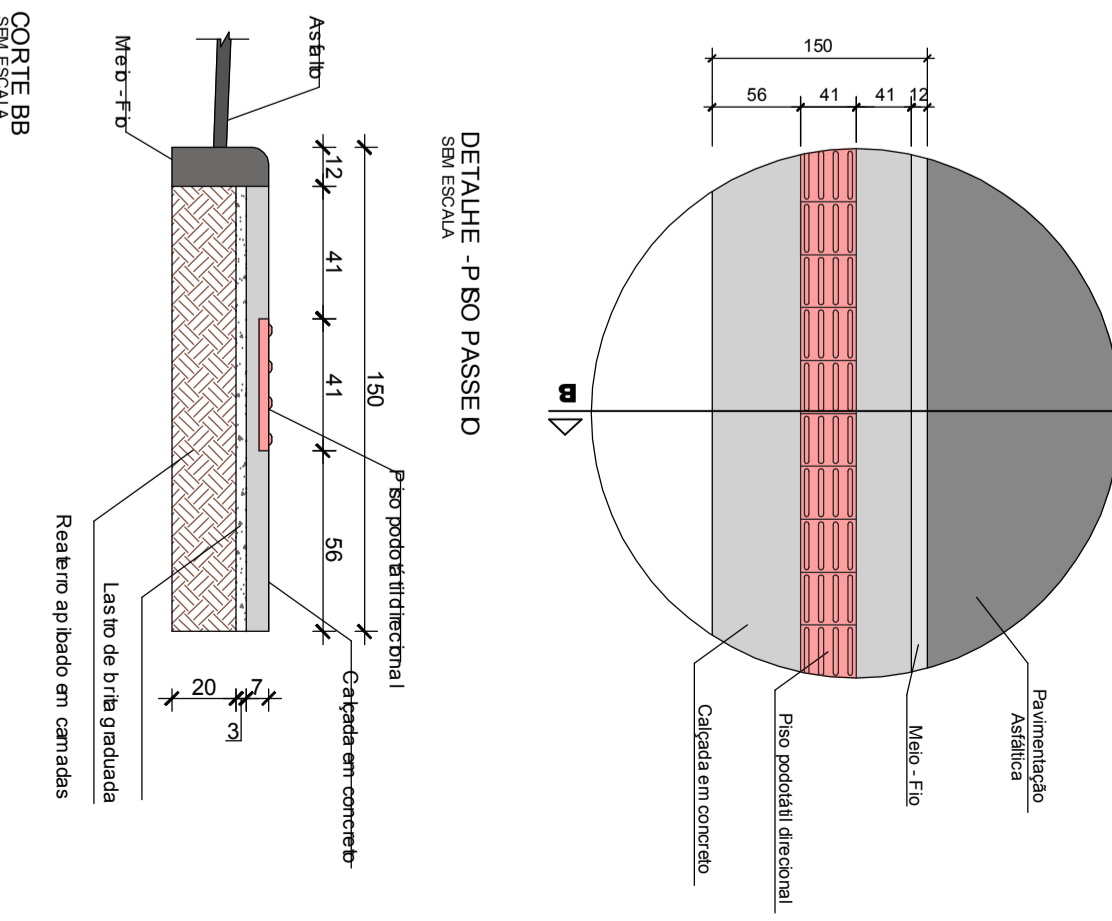 150
56
41
41
12
B
Pavimentação
Asfáltica
Meio - Fio
Piso podotátil direcional
Calçada em concreto
DETALHE - PISO PASSEIO
SEM ESCALA
Asfalto
Meio - Fio
12
41
41
56
150
Piso podotátil direcional
Calçada em concreto
20
3
7
Lastro de brita graduada
Reaterro apiloado em camadas
CORTE BB
SEM ESCALA